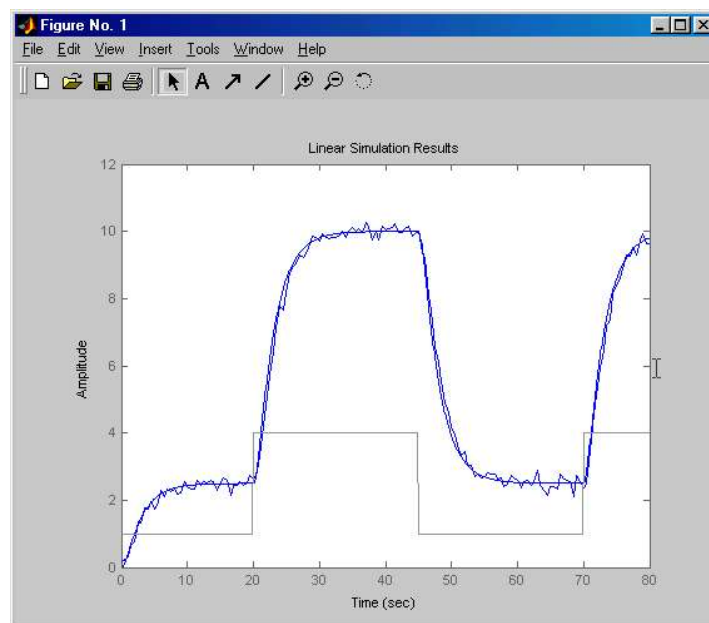 Figure No. 1
File Edit View Insert Tools Window Help
A
Linear Simulation Results
12
10
8
6
4
2
0
Amplitude
0 10 20 30 40 50 60 70 80
Time (sec)